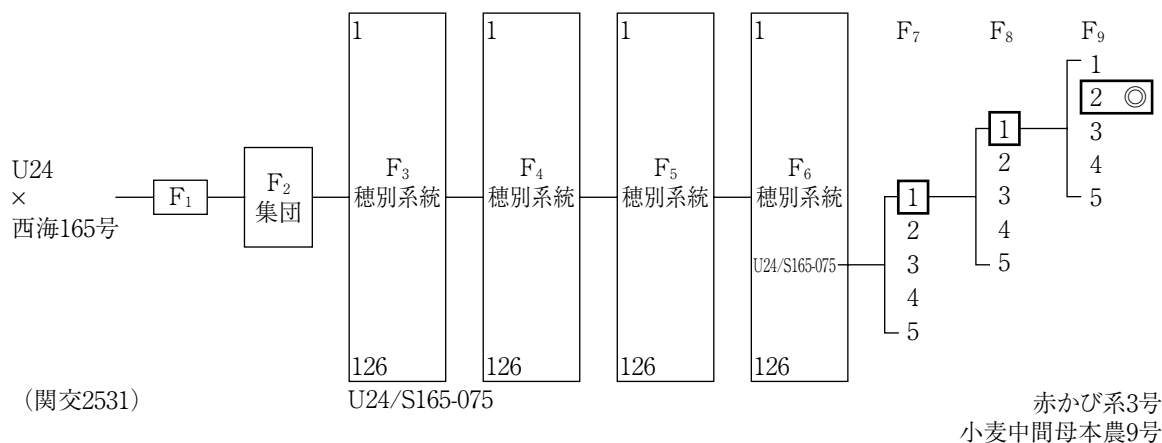 1 1 1 1
F₇ F₈ F₉
1
2 ◎
3
4
5
1
2
3
4
5
1
2
3
4
5
U24
×
西海165号
F₁
F₂
集団
F₃
穂別系統
F₄
穂別系統
F₅
穂別系統
F₆
穂別系統
U24/S165-075
126 126 126 126
(関交2531)
U24/S165-075
赤かび系3号
小麦中間母本農9号